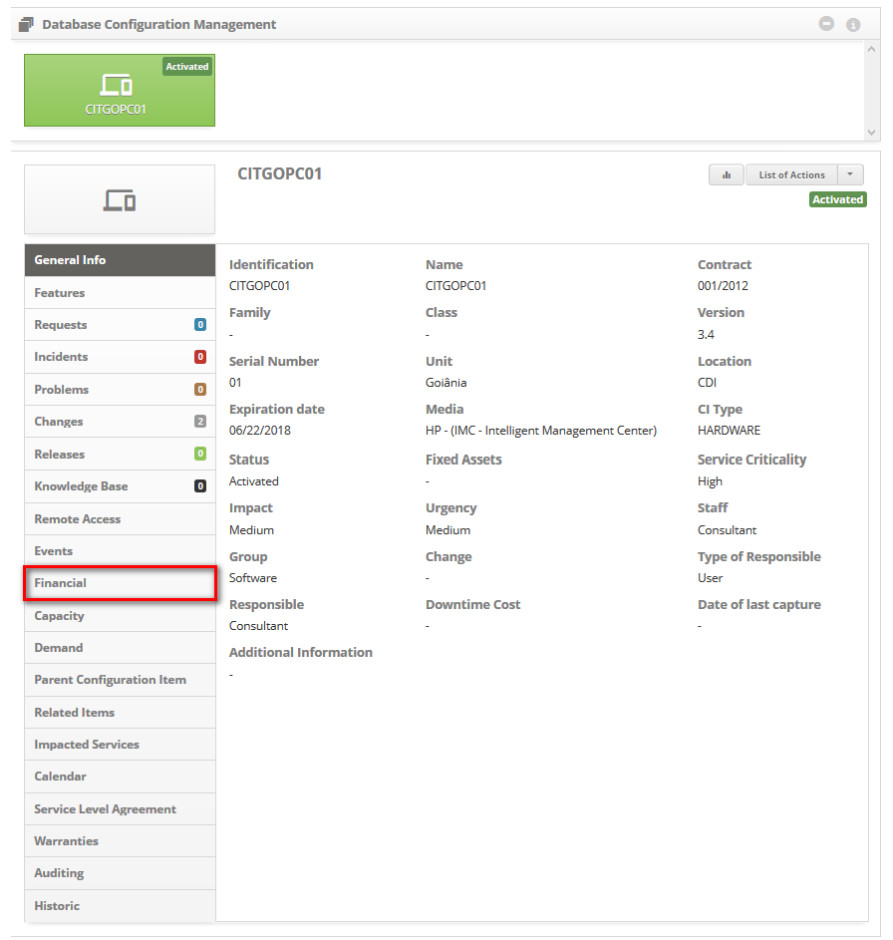 Database Configuration Management
Activated
CITGOPC01
CITGOPC01
List of Actions
Activated
General Info
Features
Requests 0
Incidents 0
Problems 0
Changes 2
Releases 0
Knowledge Base 0
Remote Access
Events
Financial
Capacity
Demand
Parent Configuration Item
Related Items
Impacted Services
Calendar
Service Level Agreement
Warranties
Auditing
Historic
Identification Name Contract
CITGOPC01 CITGOPC01 001/2012
Family Class Version
- - 3.4
Serial Number Unit Location
01 Goiânia CDI
Expiration date Media CI Type
06/22/2018 HP - (IMC - Intelligent Management Center) HARDWARE
Status Fixed Assets Service Criticality
Activated - High
Impact Urgency Staff
Medium Medium Consultant
Group Change Type of Responsible
Software - User
Responsible Downtime Cost Date of last capture
Consultant - -
Additional Information
-